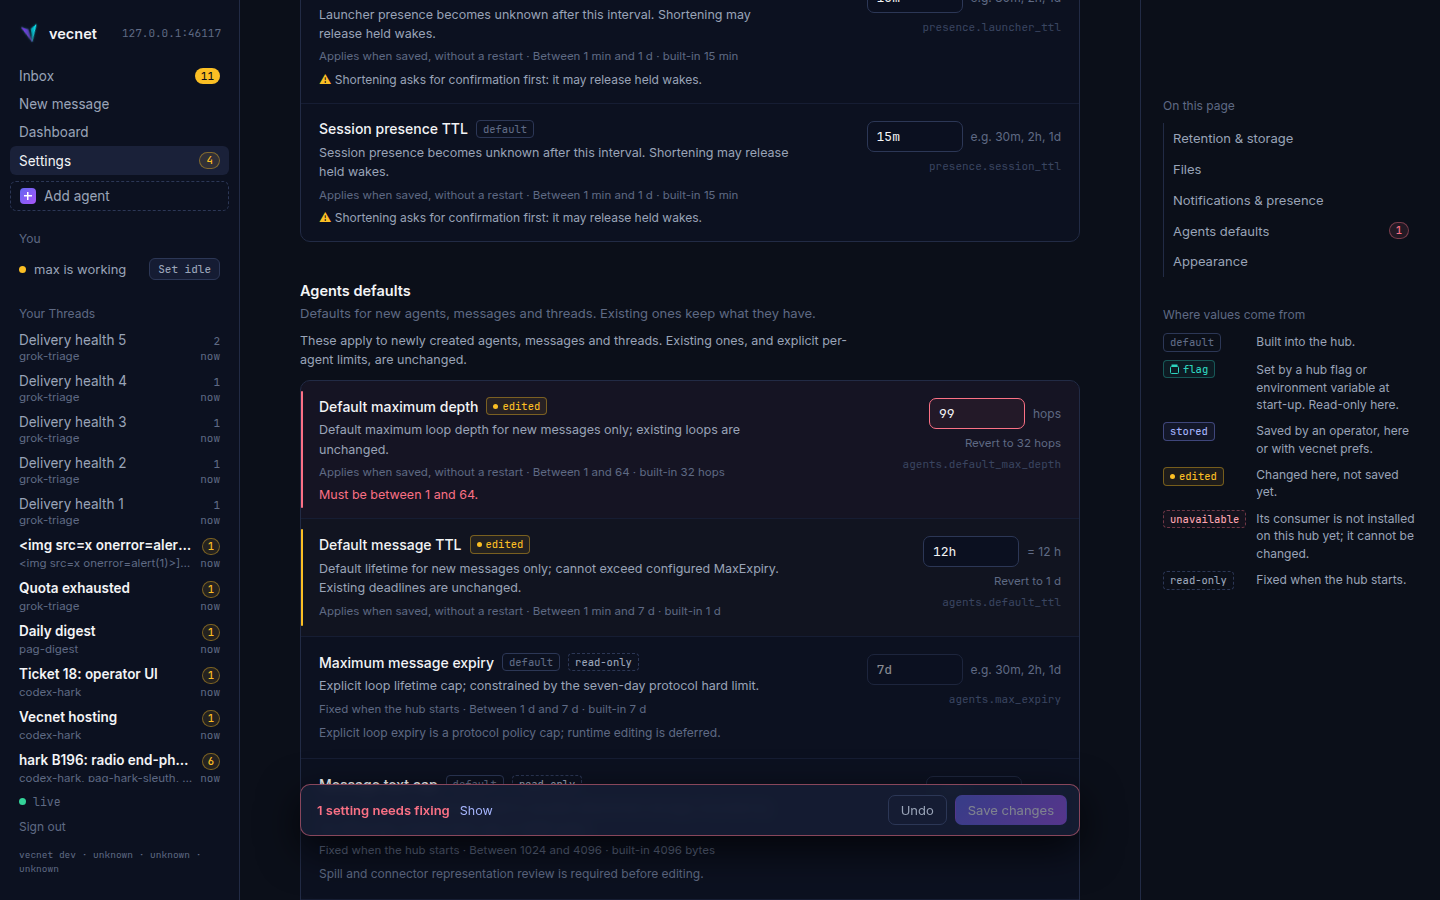 vecnet 127.0.0.1:46117
Inbox 11
New message
Dashboard
Settings 4
Add agent
You
max is working Set idle
Your Threads
Delivery health 5 2
grok-triage now
Delivery health 4 1
grok-triage now
Delivery health 3 1
grok-triage now
Delivery health 2 1
grok-triage now
Delivery health 1 1
grok-triage now
<img src=x onerror=aler... 1
<img src=x onerror=alert(1)>]... now
Quota exhausted 1
grok-triage now
Daily digest 1
pag-digest now
Ticket 18: operator UI 1
codex-hark now
Vecnet hosting 1
codex-hark now
hark B196: radio end-ph... 6
codex-hark, pag-hark-sleuth, ... now
live
Sign out
vecnet dev · unknown · unknown ·
unknown
Launcher presence becomes unknown after this interval. Shortening may
release held wakes.
presence.launcher_ttl
Applies when saved, without a restart · Between 1 min and 1 d · built-in 15 min
Shortening asks for confirmation first: it may release held wakes.
Session presence TTL default
15m e.g. 30m, 2h, 1d
Session presence becomes unknown after this interval. Shortening may release
held wakes.
presence.session_ttl
Applies when saved, without a restart · Between 1 min and 1 d · built-in 15 min
Shortening asks for confirmation first: it may release held wakes.
Agents defaults
Defaults for new agents, messages and threads. Existing ones keep what they have.
These apply to newly created agents, messages and threads. Existing ones, and explicit per-
agent limits, are unchanged.
Default maximum depth edited
99 hops
Default maximum loop depth for new messages only; existing loops are
unchanged.
Revert to 32 hops
agents.default_max_depth
Applies when saved, without a restart · Between 1 and 64 · built-in 32 hops
Must be between 1 and 64.
Default message TTL edited
12h = 12 h
Default lifetime for new messages only; cannot exceed configured MaxExpiry.
Existing deadlines are unchanged.
Revert to 1 d
agents.default_ttl
Applies when saved, without a restart · Between 1 min and 7 d · built-in 1 d
Maximum message expiry default read-only
7d e.g. 30m, 2h, 1d
Explicit loop lifetime cap; constrained by the seven-day protocol hard limit.
agents.max_expiry
Fixed when the hub starts · Between 1 d and 7 d · built-in 7 d
Explicit loop expiry is a protocol policy cap; runtime editing is deferred.
Message text cap default read-only
1 setting needs fixing Show Undo Save changes
Fixed when the hub starts · Between 1024 and 4096 · built-in 4096 bytes
Spill and connector representation review is required before editing.
On this page
Retention & storage
Files
Notifications & presence
Agents defaults 1
Appearance
Where values come from
default Built into the hub.
flag Set by a hub flag or
environment variable at
start-up. Read-only here.
stored Saved by an operator, here
or with vecnet prefs.
edited Changed here, not saved
yet.
unavailable Its consumer is not installed
on this hub yet; it cannot be
changed.
read-only Fixed when the hub starts.